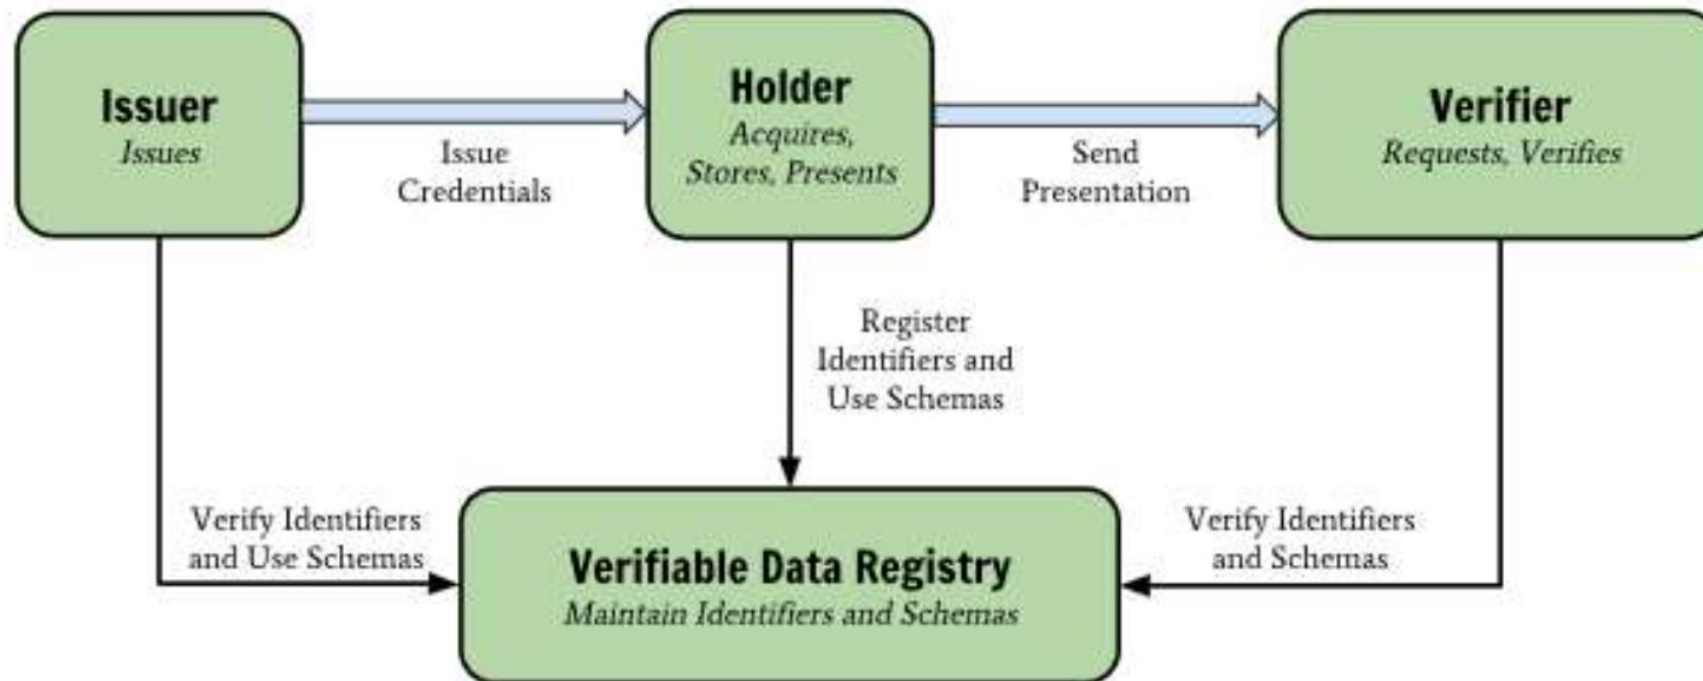 Issuer
Issues
Issue
Credentials
Holder
Acquires,
Stores, Presents
Send
Presentation
Verifier
Requests, Verifies
Register
Identifiers and
Use Schemas
Verify Identifiers
and Use Schemas
Verifiable Data Registry
Maintain Identifiers and Schemas
Verify Identifiers
and Schemas